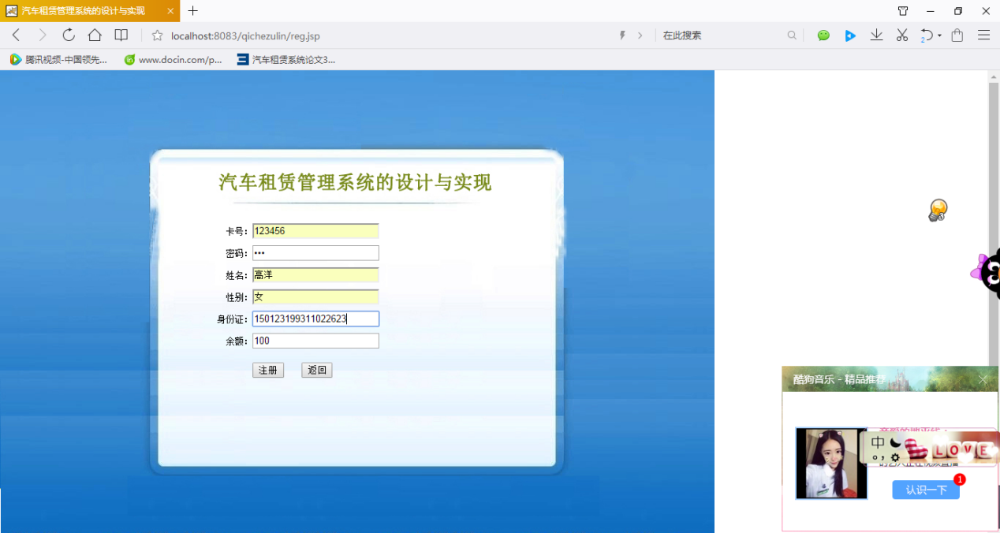 汽车租赁管理系统的设计与实现
localhost:8083/qichezulin/reg.jsp
在此搜索
2
腾讯视频-中国领先...
www.docin.com/p...
汽车租赁系统论文3...
汽车租赁管理系统的设计与实现
卡号: 123456
密码: •••
姓名: 高洋
性别: 女
身份证: 150123199311022623
余额: 100
注册 返回
酷狗音乐 - 精品推荐
中
LOVE
认识一下
1